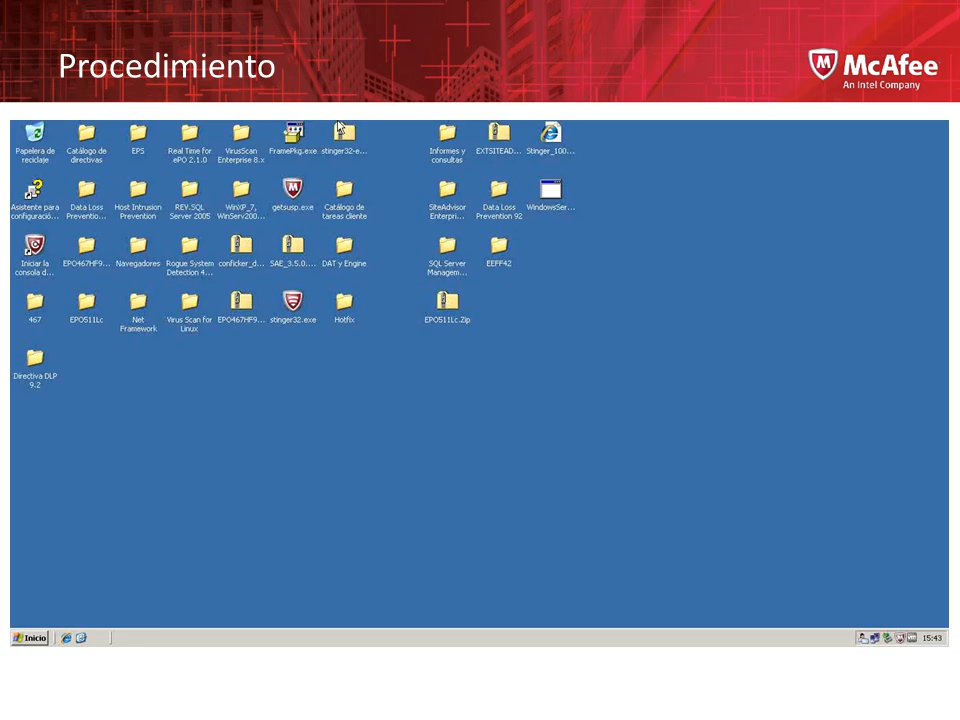 Procedimiento
McAfee
An Intel Company
Papelera de
reciclaje
Catálogo de
directivas
EPS
Real Time for
ePO 2.1.0
VirusScan
Enterprise 8.x
FramePkg.exe
stinger32-e...
Informes y
consultas
EXTSITEAD...
Stinger_100...
Asistente para
configuració...
Data Loss
Preventio...
Host Intrusion
Prevention
REV.SQL
Server 2005
WinXP_7,
WinServ200...
getsusp.exe
Catálogo de
tareas cliente
SiteAdvisor
Enterpri...
Data Loss
Prevention 92
WindowsSer...
Iniciar la
consola d...
EPO467HF9...
Navegadores
Rogue System
Detection 4...
conficker_d...
SAE_3.5.0....
DAT y Engine
SQL Server
Managem...
EEFF42
467
EPO511Lc
Net
Framework
Virus Scan for
Linux
EPO467HF9...
stinger32.exe
Hotfix
EPO511Lc.Zip
Directiva DLP
9.2
Inicio
15:43